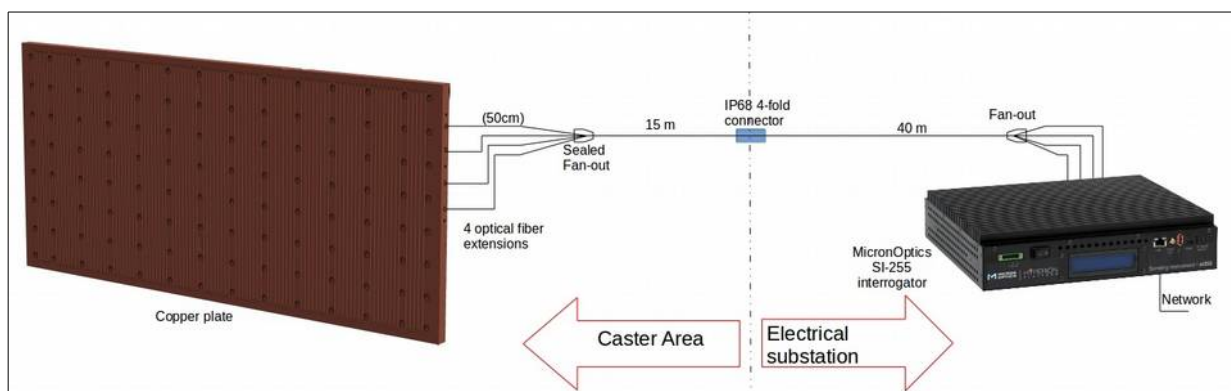 (50cm)
15 m
IP68 4-fold
connector
40 m
Fan-out
Sealed
Fan-out
4 optical fiber
extensions
MicronOptics
SI-255
interrogator
Network
Copper plate
Caster Area
Electrical
substation